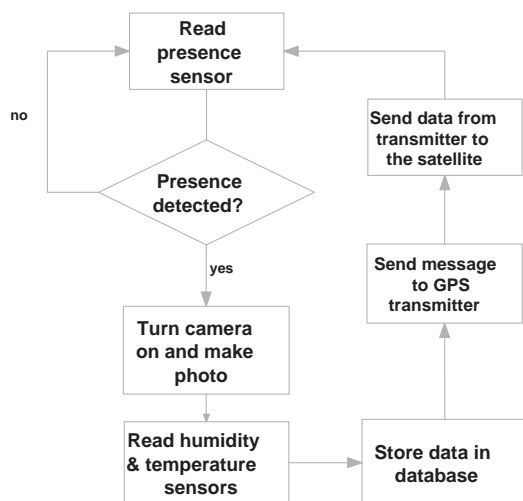 Read
presence
sensor
no
Presence
detected?
yes
Turn camera
on and make
photo
Read humidity
& temperature
sensors
Store data in
database
Send message
to GPS
transmitter
Send data from
transmitter to
the satellite